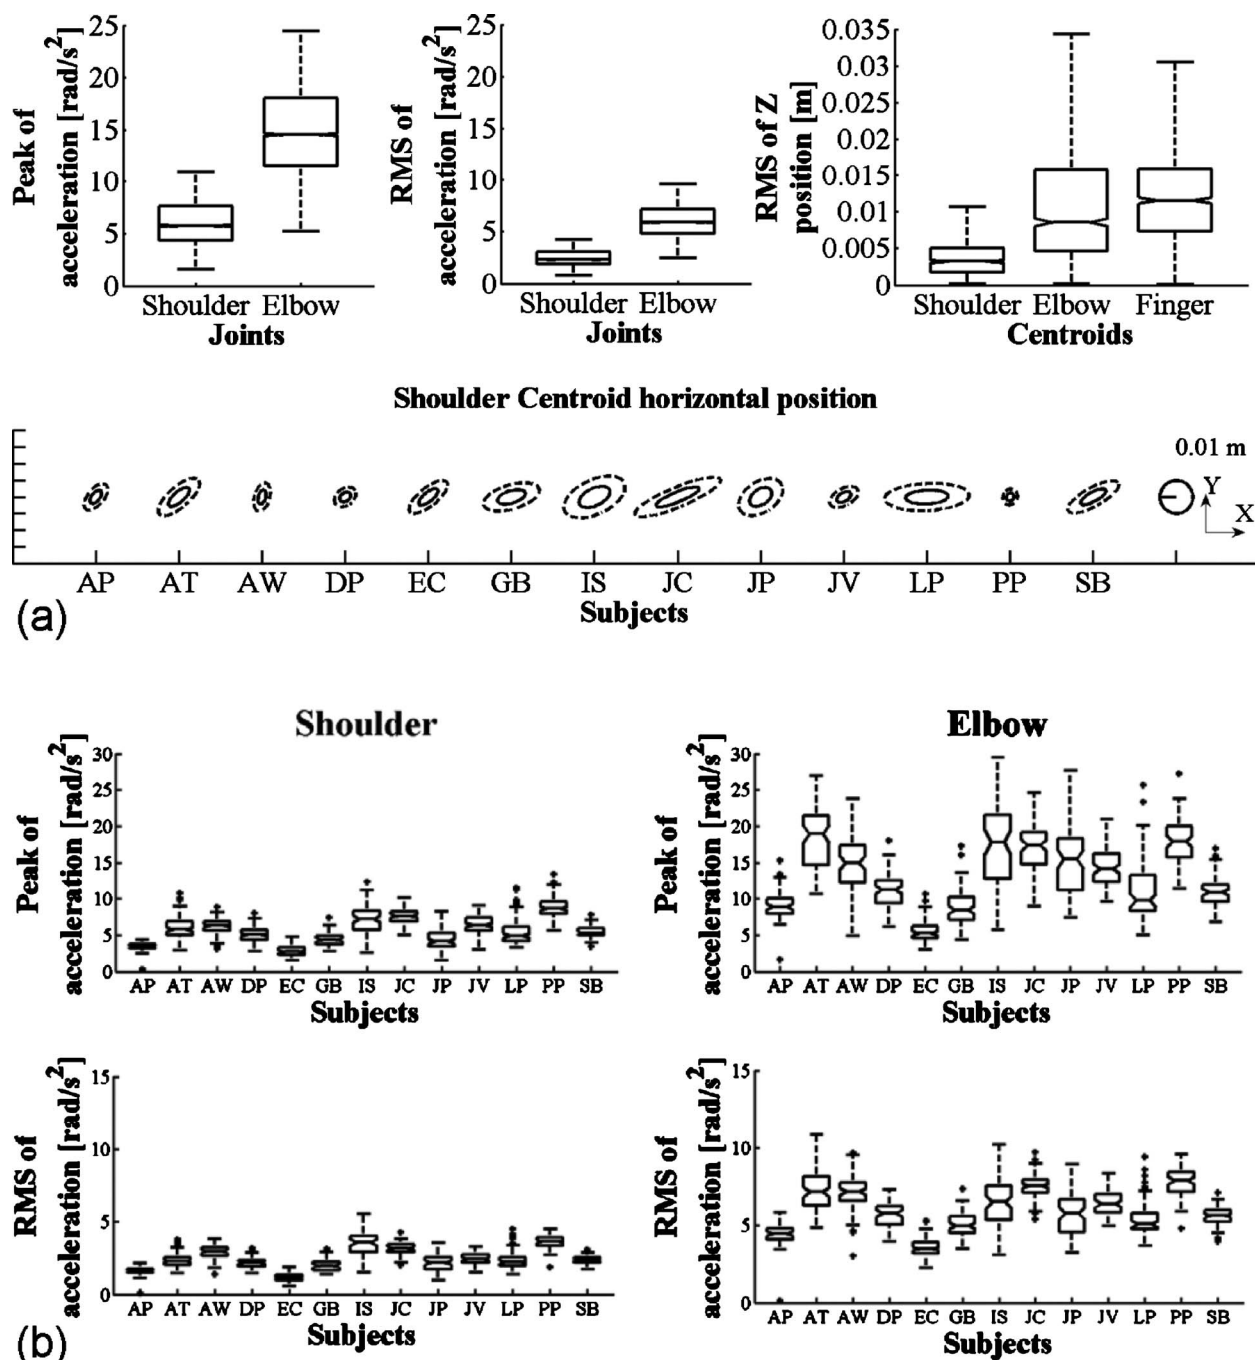 Peak of
acceleration [rad/s²]
25
20
15
10
5
0
Shoulder Elbow
Joints
RMS of
acceleration [rad/s²]
25
20
15
10
5
0
Shoulder Elbow
Joints
RMS of Z
position [m]
0.035
0.03
0.025
0.02
0.015
0.01
0.005
0
Shoulder Elbow Finger
Centroids
Shoulder Centroid horizontal position
0.01 m
Y
X
AP AT AW DP EC GB IS JC JP JV LP PP SB
Subjects
(a)
Shoulder
Peak of
acceleration [rad/s²]
30
25
20
15
10
5
0
AP AT AW DP EC GB IS JC JP JV LP PP SB
Subjects
Elbow
Peak of
acceleration [rad/s²]
30
25
20
15
10
5
0
AP AT AW DP EC GB IS JC JP JV LP PP SB
Subjects
RMS of
acceleration [rad/s²]
15
10
5
0
AP AT AW DP EC GB IS JC JP JV LP PP SB
Subjects
RMS of
acceleration [rad/s²]
15
10
5
0
AP AT AW DP EC GB IS JC JP JV LP PP SB
Subjects
(b)